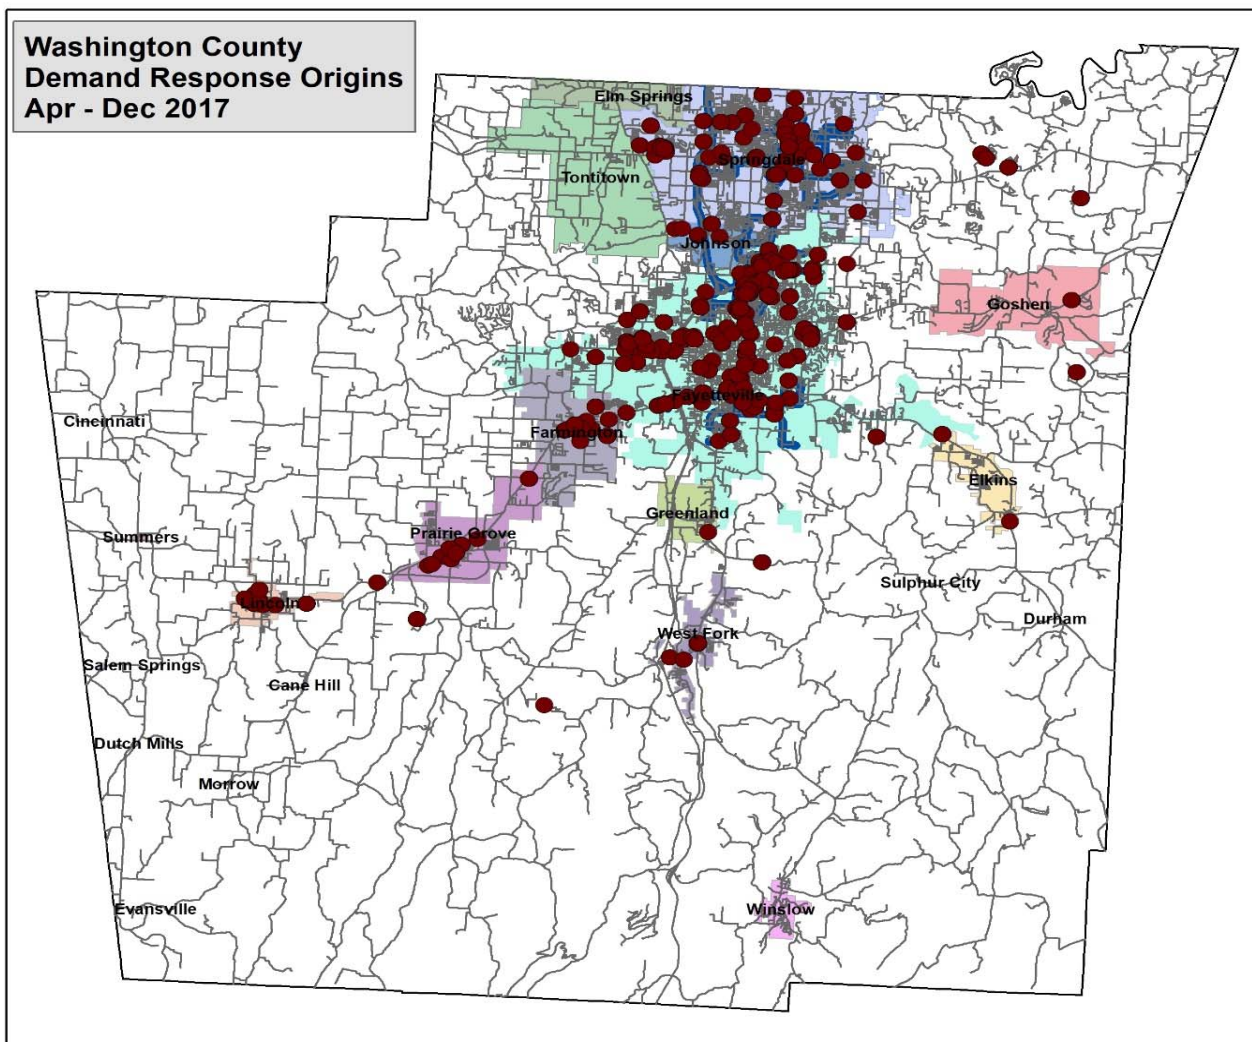 Washington County
Demand Response Origins
Apr - Dec 2017
Elm Springs
Springdale
Tontitown
Johnson
Goshen
Fayetteville
Cincinnati
Farmington
Elkins
Greenland
Prairie Grove
Summers
Sulphur City
Lincoln
Durham
West Fork
Salem Springs
Cane Hill
Dutch Mills
Morrow
Evansville
Winslow